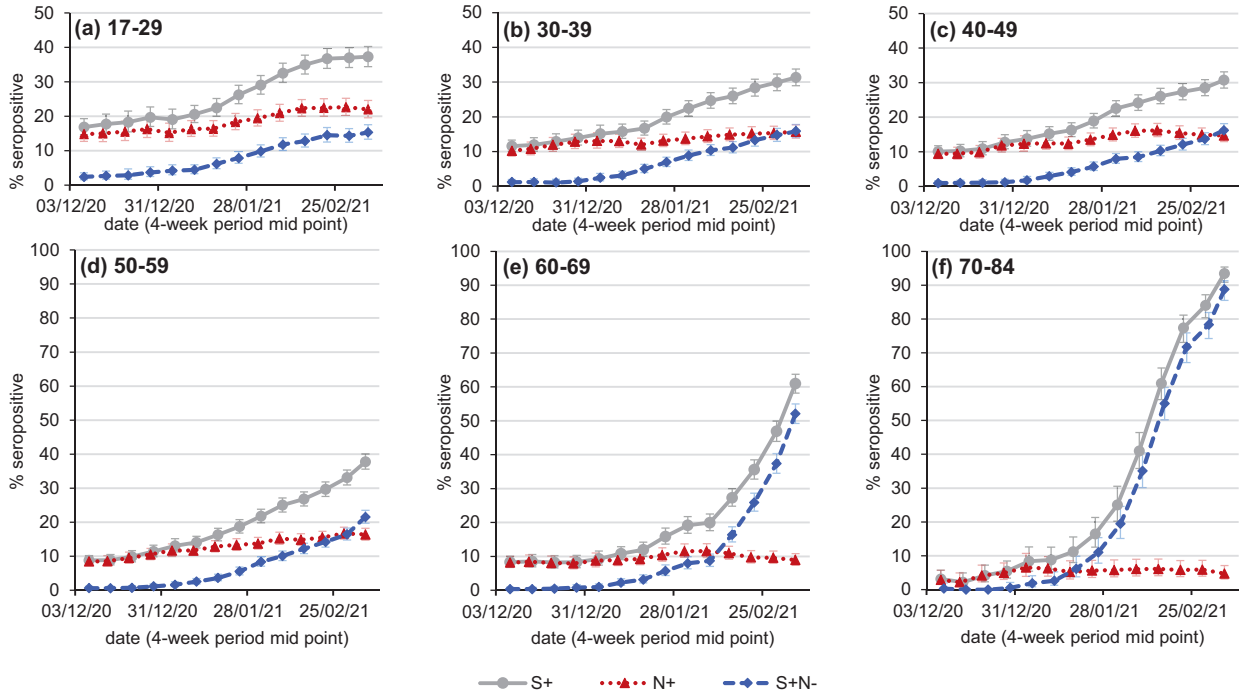 (a) 17-29
(b) 30-39
(c) 40-49
% seropositive
50
40
30
20
10
0
03/12/20 31/12/20 28/01/21 25/02/21
date (4-week period mid point)
% seropositive
50
40
30
20
10
0
03/12/20 31/12/20 28/01/21 25/02/21
date (4-week period mid point)
% seropositive
50
40
30
20
10
0
03/12/20 31/12/20 28/01/21 25/02/21
date (4-week period mid point)
(d) 50-59
(e) 60-69
(f) 70-84
% seropositive
100
90
80
70
60
50
40
30
20
10
0
03/12/20 31/12/20 28/01/21 25/02/21
date (4-week period mid point)
% seropositive
100
90
80
70
60
50
40
30
20
10
0
03/12/20 31/12/20 28/01/21 25/02/21
date (4-week period mid point)
% seropositive
100
90
80
70
60
50
40
30
20
10
0
03/12/20 31/12/20 28/01/21 25/02/21
date (4-week period mid point)
S+ N+ S+N-